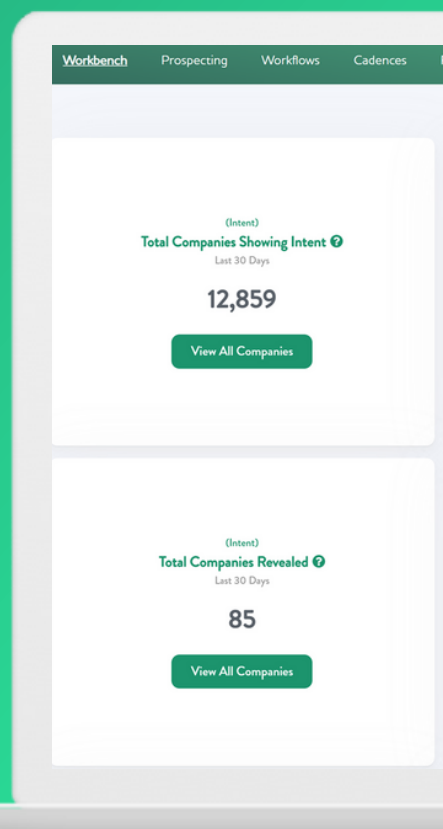 Workbench Prospecting Workflows Cadences
(Intent)
Total Companies Showing Intent ?
Last 30 Days
12,859
View All Companies
(Intent)
Total Companies Revealed ?
Last 30 Days
85
View All Companies